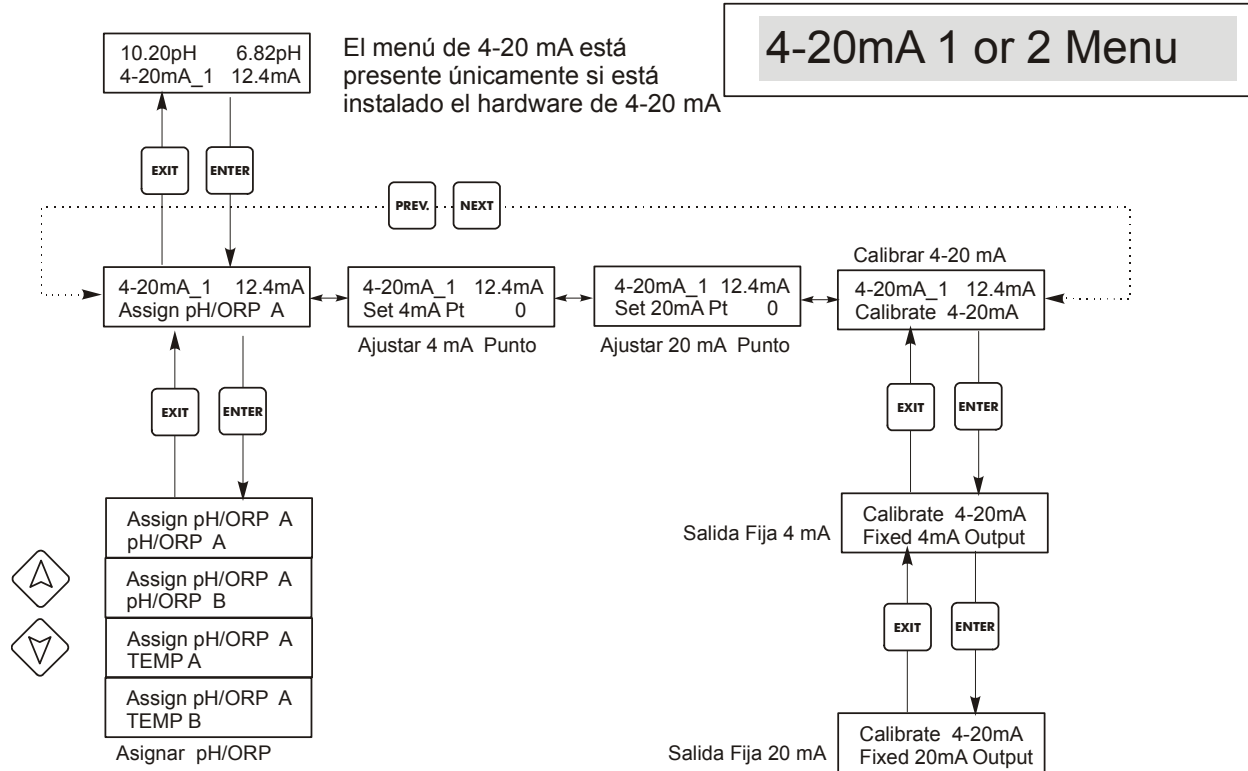 4-20mA 1 or 2 Menu
10.20pH 6.82pH
4-20mA_1 12.4mA
El menú de 4-20 mA está
presente únicamente si está
instalado el hardware de 4-20 mA
EXIT
ENTER
PREV.
NEXT
4-20mA_1 12.4mA
Assign pH/ORP A
4-20mA_1 12.4mA
Set 4mA Pt 0
Ajustar 4 mA Punto
4-20mA_1 12.4mA
Set 20mA Pt 0
Ajustar 20 mA Punto
Calibrar 4-20 mA
4-20mA_1 12.4mA
Calibrate 4-20mA
EXIT
ENTER
Assign pH/ORP A
pH/ORP A
Assign pH/ORP A
pH/ORP B
Assign pH/ORP A
TEMP A
Assign pH/ORP A
TEMP B
Asignar pH/ORP
EXIT
ENTER
Salida Fija 4 mA
Calibrate 4-20mA
Fixed 4mA Output
EXIT
ENTER
Salida Fija 20 mA
Calibrate 4-20mA
Fixed 20mA Output